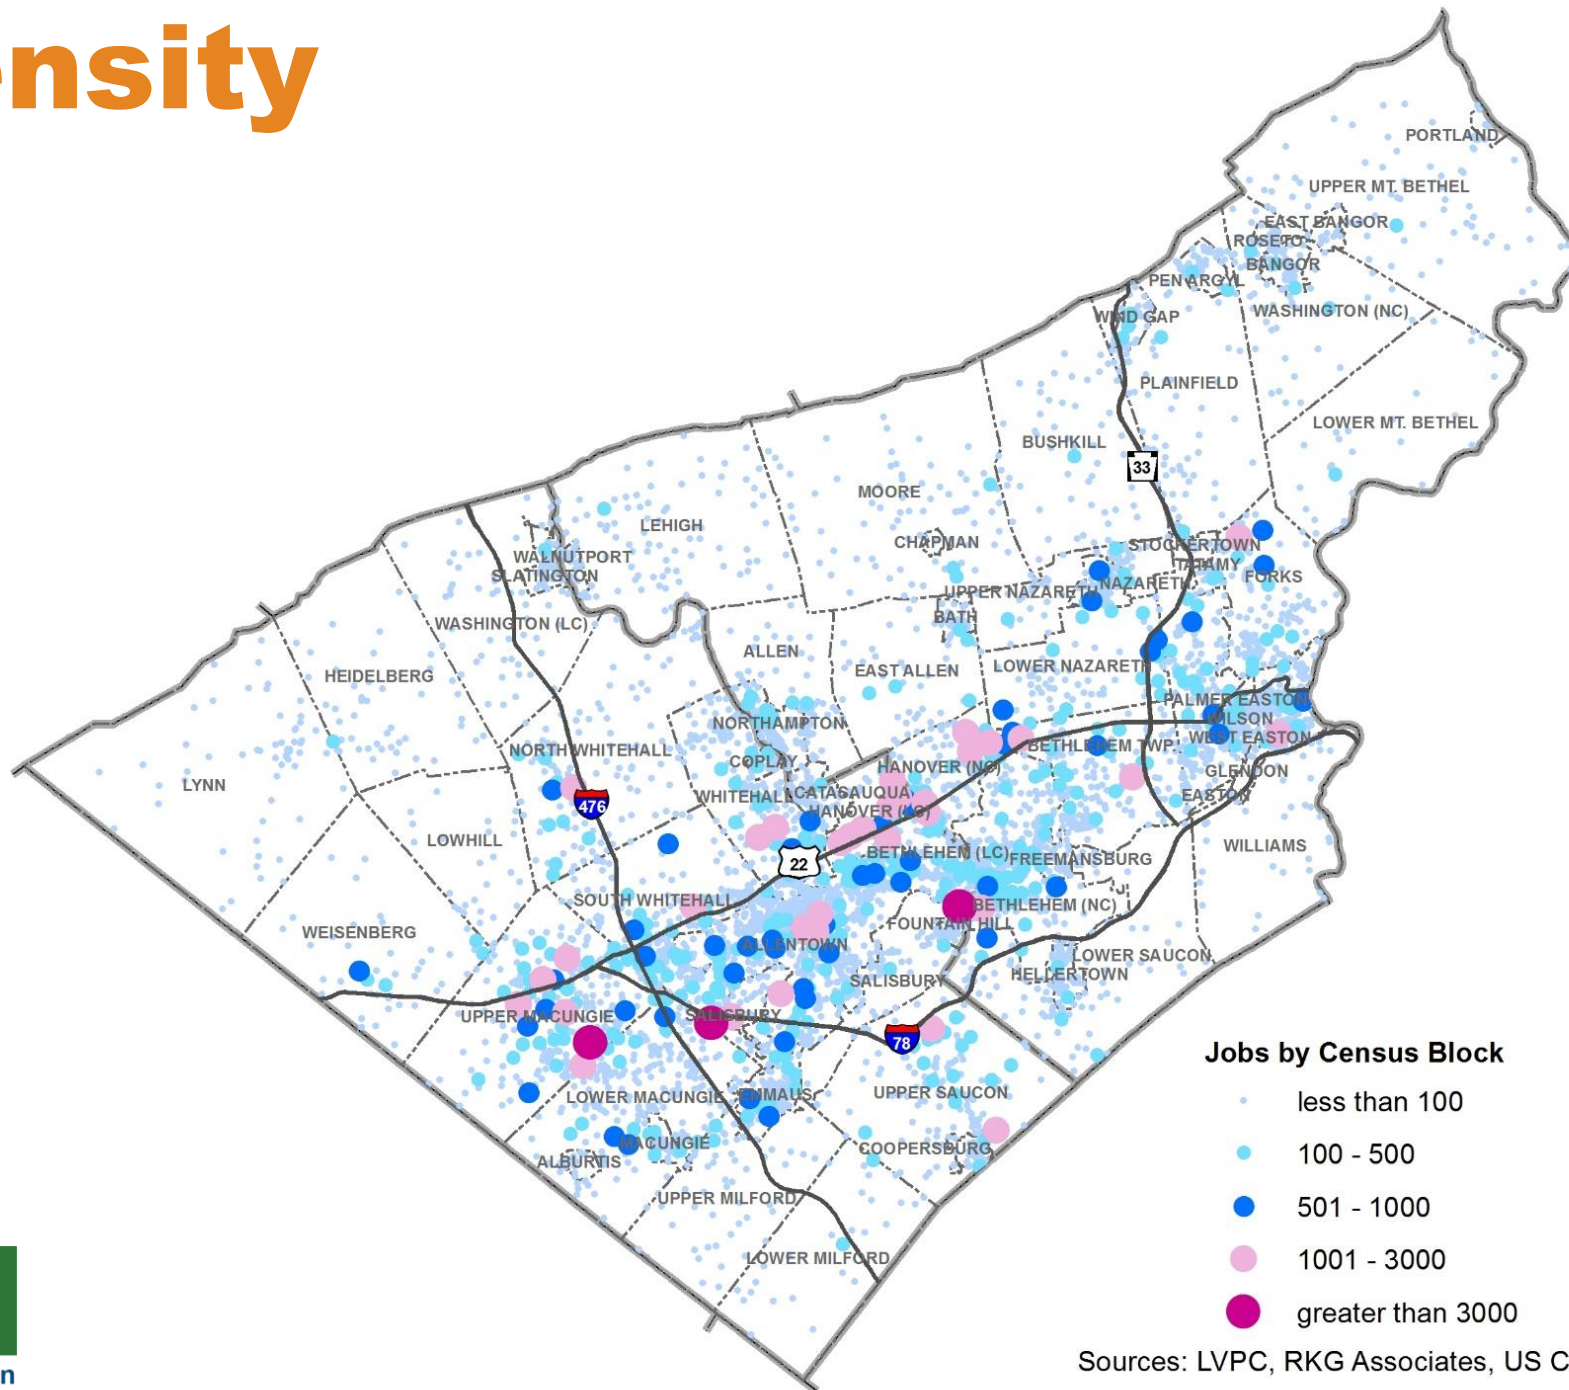 ensity
PORTLAND
UPPER MT. BETHEL
EAST BANGOR
ROSETO
BANGOR
PEN ARGYL
WASHINGTON (NC)
WIND GAP
PLAINFIELD
LOWER MT. BETHEL
BUSHKILL
33
MOORE
LEHIGH
CHAPMAN
STOCKERTOWN
WALNUTPORT
TATAMY
SLATINGTON
FORKS
NAZARETH
UPPER NAZARETH
BATH
WASHINGTON (LC)
ALLEN
EAST ALLEN
LOWER NAZARETH
HEIDELBERG
PALMER EASTON
NORTHAMPTON
WILSON
WEST EASTON
NORTH WHITEHALL
BETHLEHEM TWP
COPLAY
HANOVER (NC)
GLENDON
LYNN
WHITEHALL
CATASAUQUA
EASTON
476
HANOVER (LC)
LOWHILL
WILLIAMS
BETHLEHEM (LC)
FREEMANSBURG
22
SOUTH WHITEHALL
BETHLEHEM (NC)
FOUNTAIN HILL
WEISENBERG
ALLENTOWN
LOWER SAUCON
HELLERTOWN
SALISBURY
UPPER MACUNGIE
SALISBURY
78
LOWER MACUNGIE
EMMAUS
UPPER SAUCON
MACUNGIE
COOPERSBURG
ALBURTIS
UPPER MILFORD
LOWER MILFORD
Jobs by Census Block
less than 100
100 - 500
501 - 1000
1001 - 3000
greater than 3000
Sources: LVPC, RKG Associates, US C
n